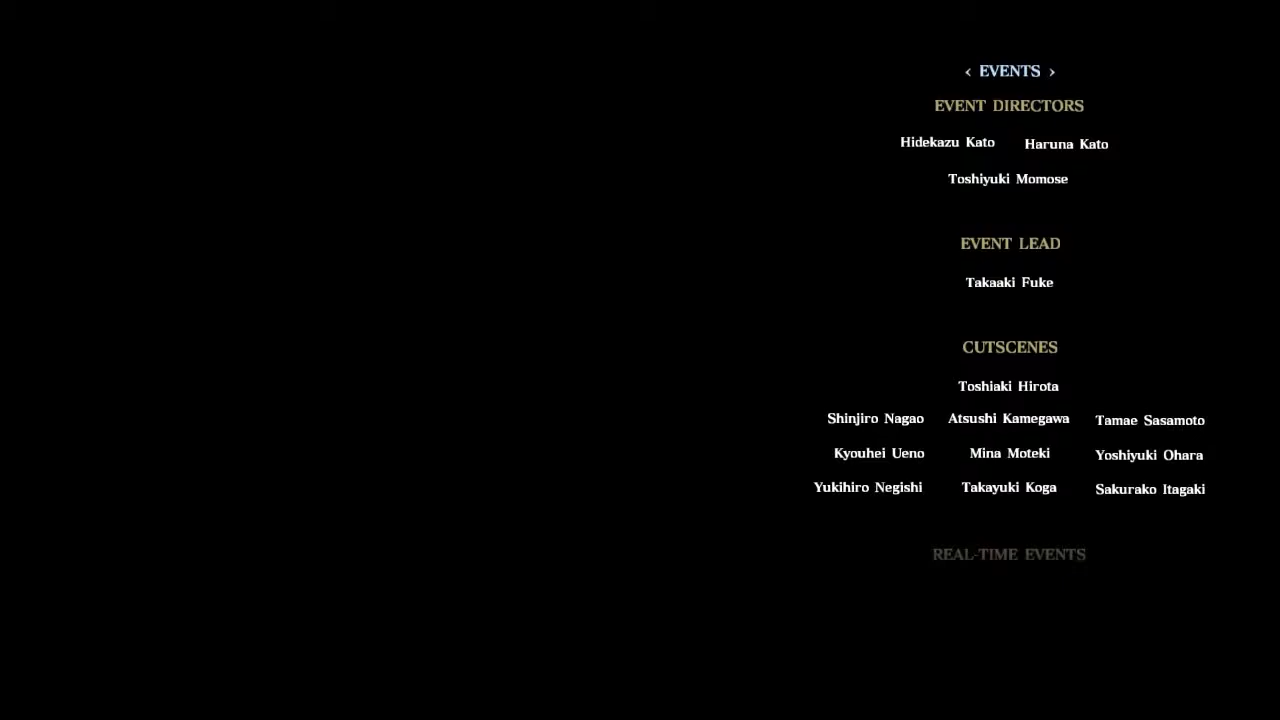 ‹ EVENTS ›
EVENT DIRECTORS
Hidekazu Kato Haruna Kato
Toshiyuki Momose
EVENT LEAD
Takaaki Fuke
CUTSCENES
Toshiaki Hirota
Shinjiro Nagao Atsushi Kamegawa Tamae Sasamoto
Kyouhei Ueno Mina Moteki Yoshiyuki Ohara
Yukihiro Negishi Takayuki Koga Sakurako Itagaki
REAL-TIME EVENTS